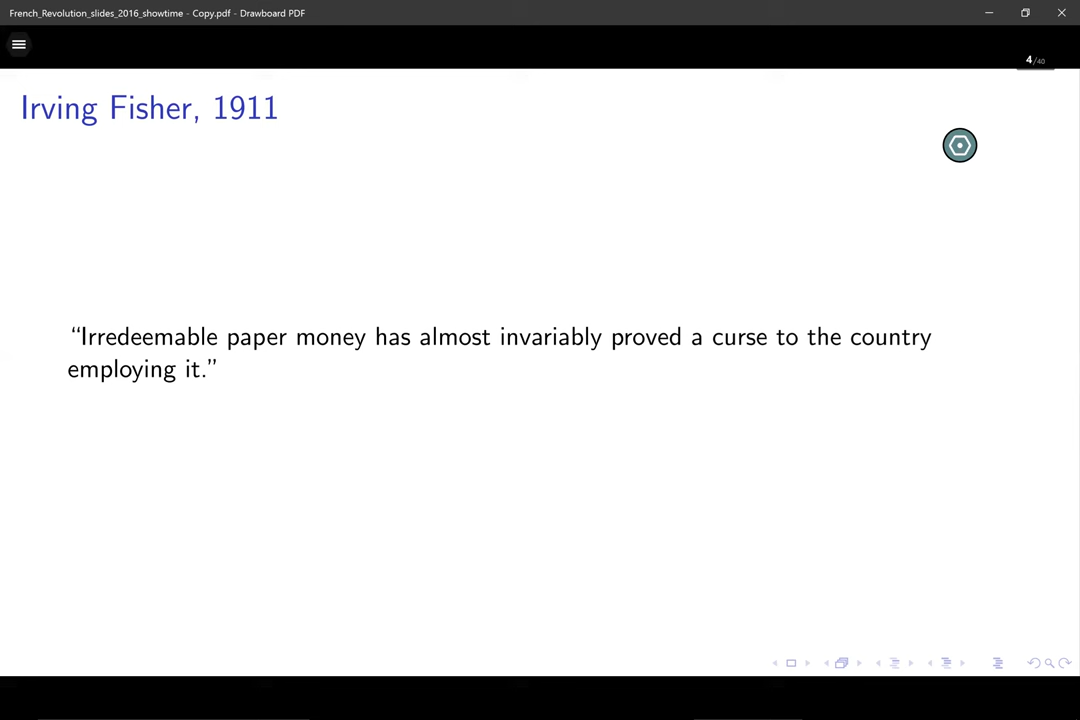 French_Revolution_slides_2016_showtime - Copy.pdf - Drawboard PDF
4/40
Irving Fisher, 1911
“Irredeemable paper money has almost invariably proved a curse to the country
employing it.”